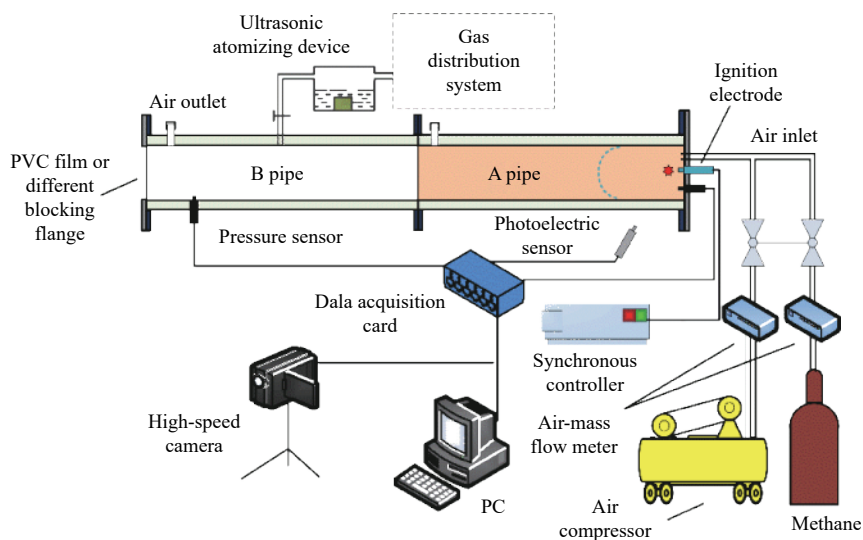 Ultrasonic
atomizing device
Gas
distribution
system
Ignition
electrode
Air outlet
Air inlet
PVC film or
different
blocking
flange
B pipe
A pipe
Pressure sensor
Photoelectric
sensor
Dala acquisition
card
Synchronous
controller
High-speed
camera
Air-mass
flow meter
PC
Air
compressor
Methane